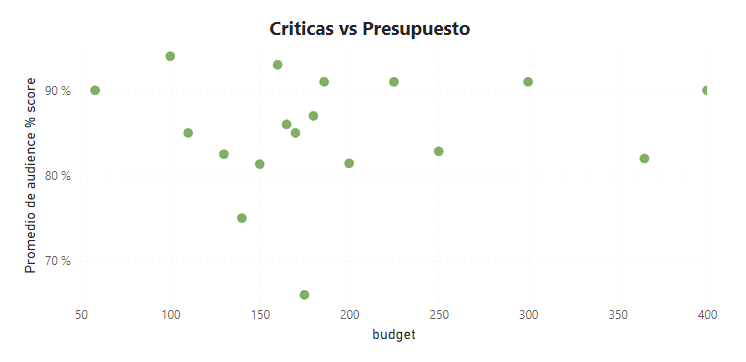 Criticas vs Presupuesto
Promedio de audience % score
90 %
80 %
70 %
50 100 150 200 250 300 350 400
budget